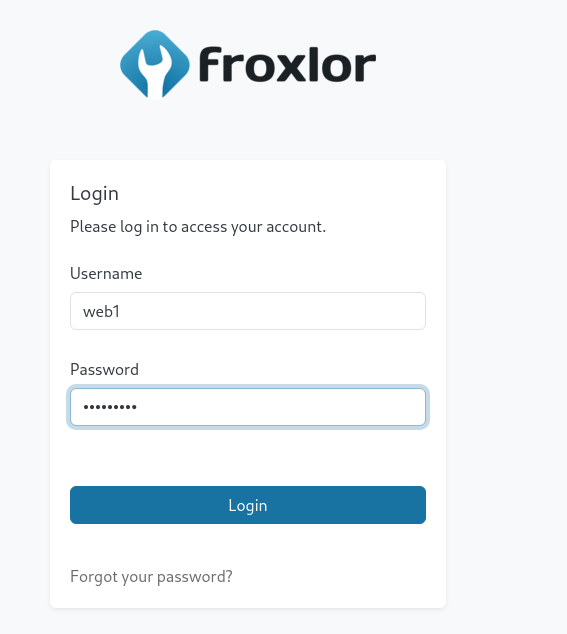 froxlor
Login
Please log in to access your account.
Username
web1
Password
•••••••••
Login
Forgot your password?